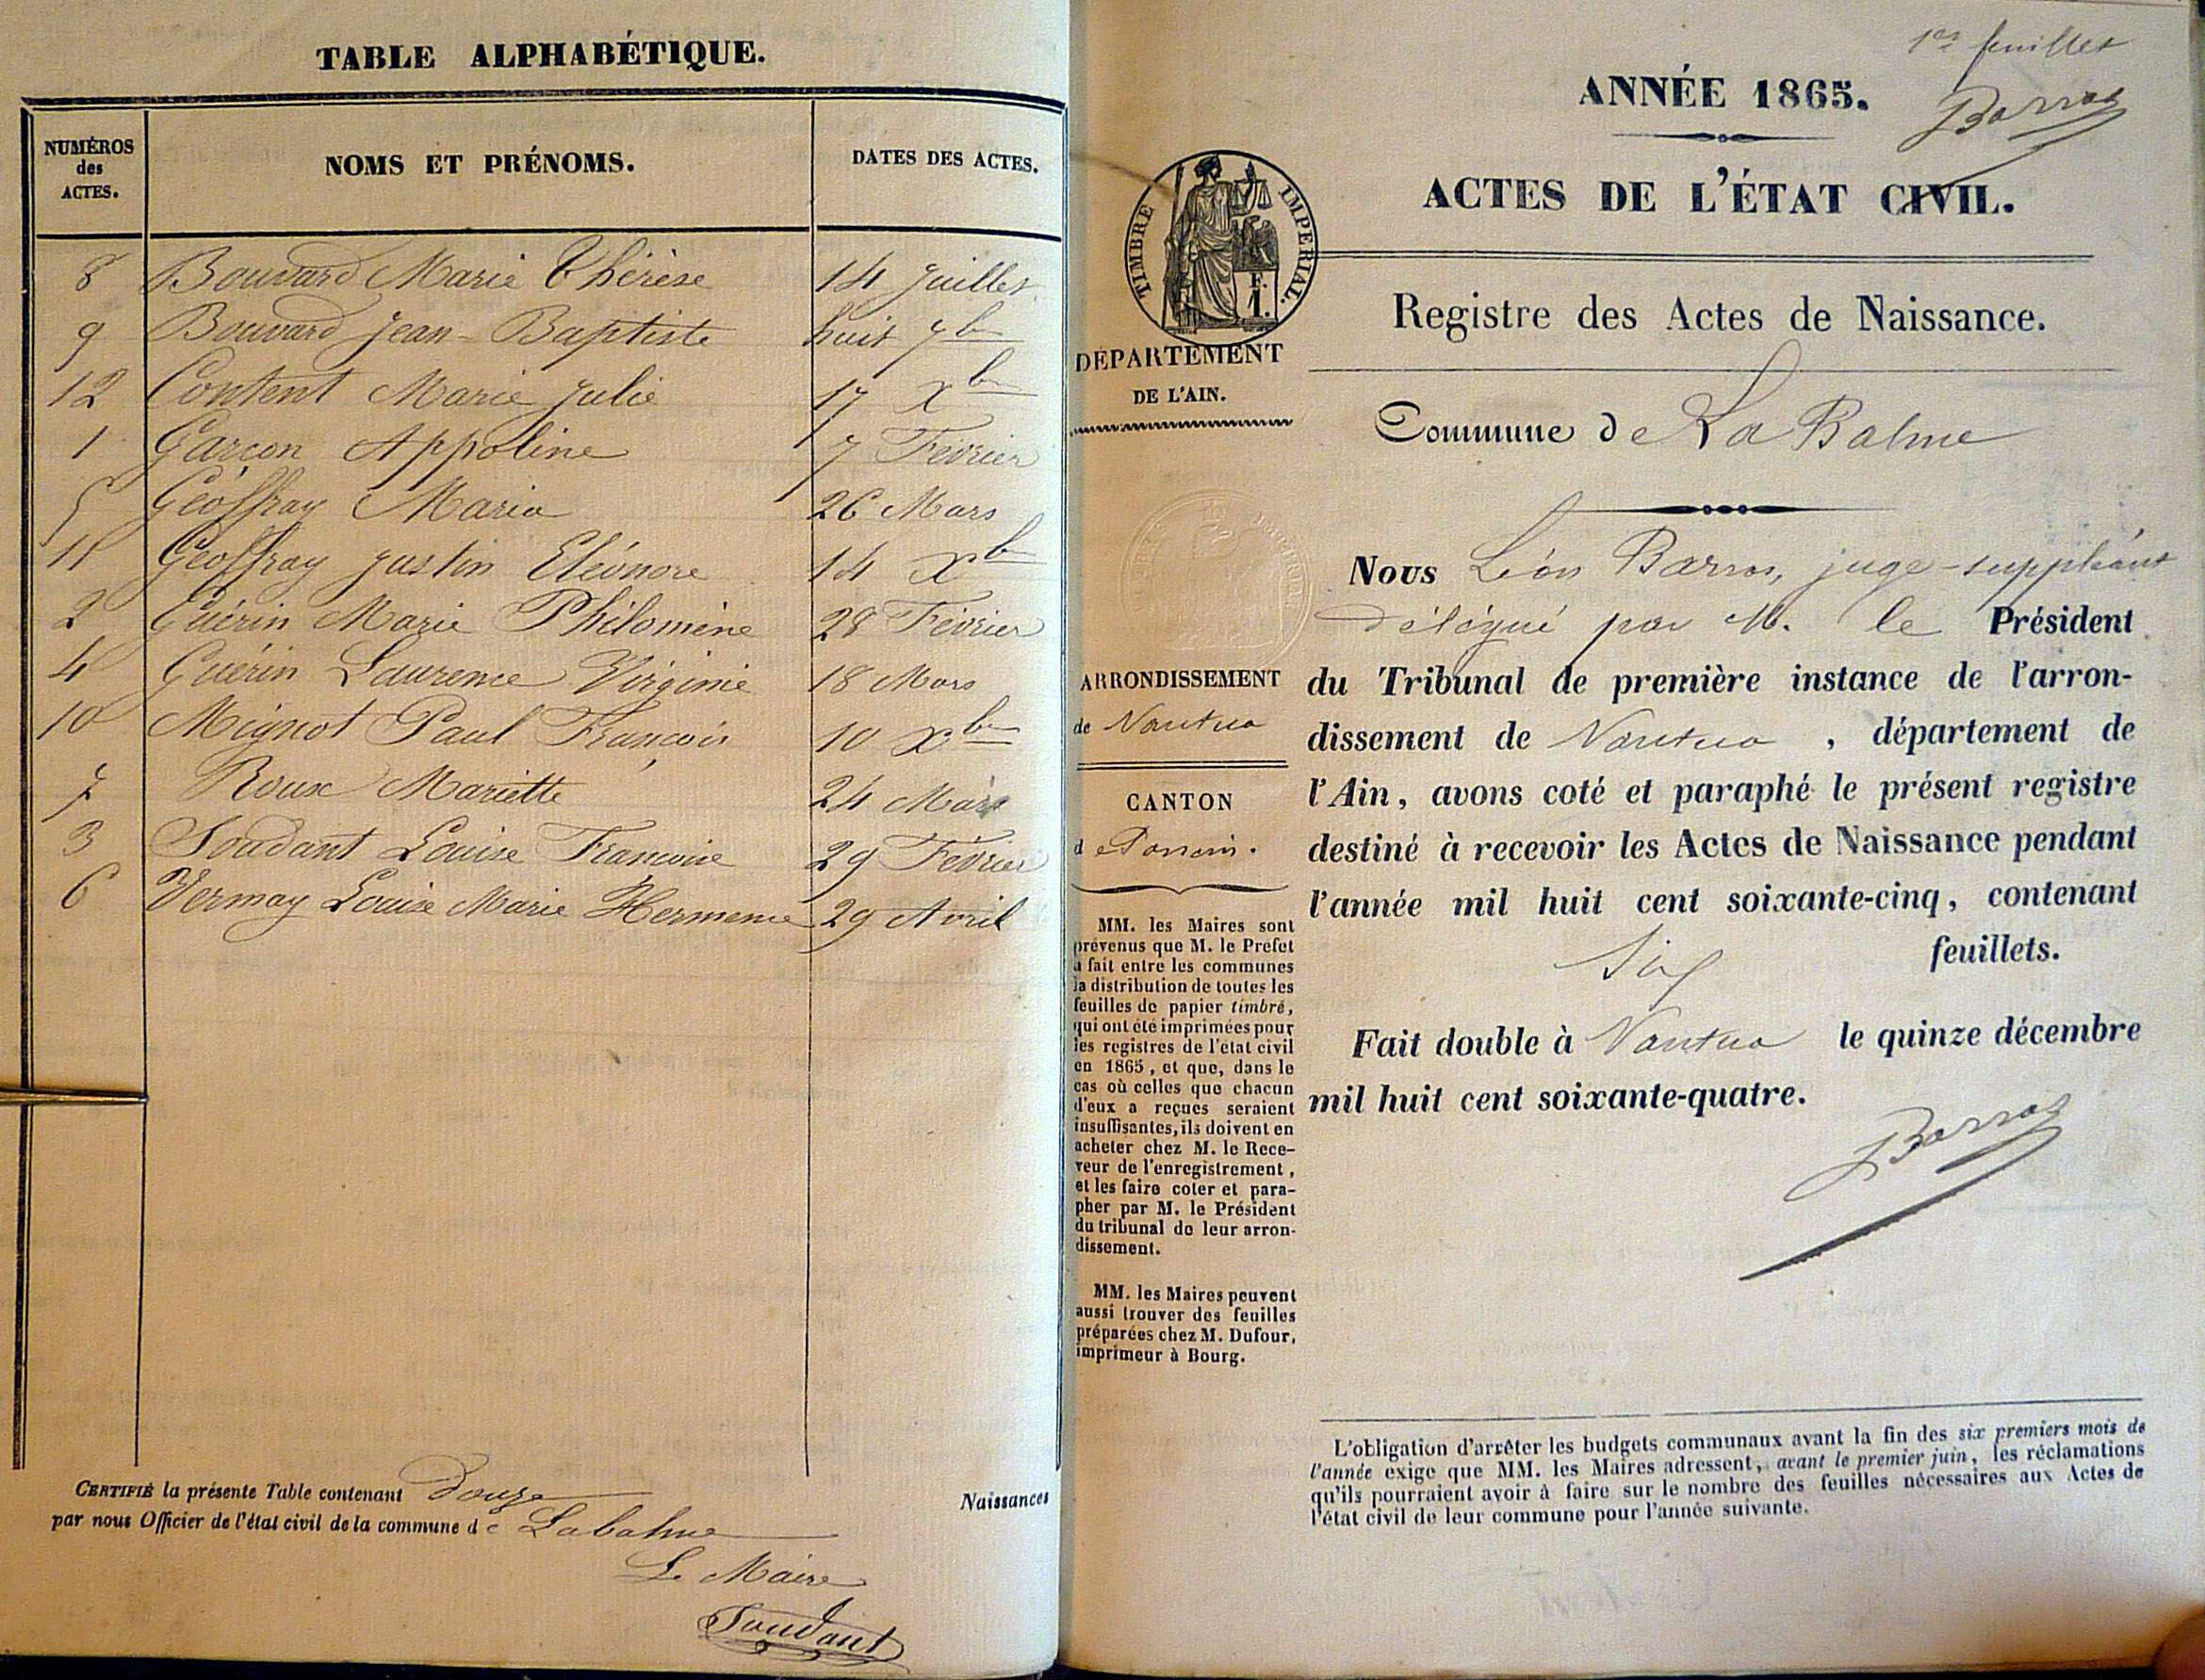 TABLE ALPHABÉTIQUE.
NUMÉROS des ACTES. NOMS ET PRÉNOMS. DATES DES ACTES.
8 Bouvard Marie Thérèse 14 juillet
9 Bouvard Jean-Baptiste huit 7b
12 Content Marie Julie 17 Xb
1 Garçon Appoline 7 Février
5 Géoffray Maria 26 Mars
11 Géoffray Justin Eléonore 14 Xb
2 Guérin Marie Philomène 28 Février
4 Guérin Laurence Virginie 18 Mars
10 Mignot Paul François 10 Xb
7 Roux Mariette 24 Mars
3 Soudant Louise Françoise 29 Février
6 Vermay Louise Marie 29 Avril
CERTIFIÉ la présente Table contenant douze Naissances
par nous Officier de l'état civil de la commune de Labalme
Le Maire
Soudant
1er feuillet
Barros
ANNÉE 1865.
ACTES DE L'ÉTAT CIVIL.
TIMBRE IMPERIAL.
1 F.
Registre des Actes de Naissance.
DÉPARTEMENT
DE L'AIN.
Commune de La Balme
Nous Léon Barros, juge-suppléant
délégué par M. le Président
du Tribunal de première instance de l'arron-
dissement de Nantua, département de
l'Ain, avons coté et paraphé le présent registre
destiné à recevoir les Actes de Naissance pendant
l'année mil huit cent soixante-cinq, contenant
Six feuillets.
Fait double à Nantua le quinze décembre
mil huit cent soixante-quatre.
Barros
ARRONDISSEMENT
de Nantua
CANTON
de Poncin.
MM. les Maires sont
prévenus que M. le Préfet
a fait entre les communes
la distribution de toutes les
feuilles de papier timbré,
qui ont été imprimées pour
les registres de l'état civil
en 1865, et que, dans le
cas où celles que chacun
d'eux a reçues seraient
insuffisantes, ils doivent en
acheter chez M. le Rece-
veur de l'enregistrement,
et les faire coter et para-
pher par M. le Président
du tribunal de leur arron-
dissement.
MM. les Maires peuvent
aussi trouver des feuilles
préparées chez M. Dufour,
imprimeur à Bourg.
L'obligation d'arrêter les budgets communaux avant la fin des six premiers mois de
l'année exige que MM. les Maires adressent, avant le premier juin, les réclamations
qu'ils pourraient avoir à faire sur le nombre des feuilles nécessaires aux Actes de
l'état civil de leur commune pour l'année suivante.